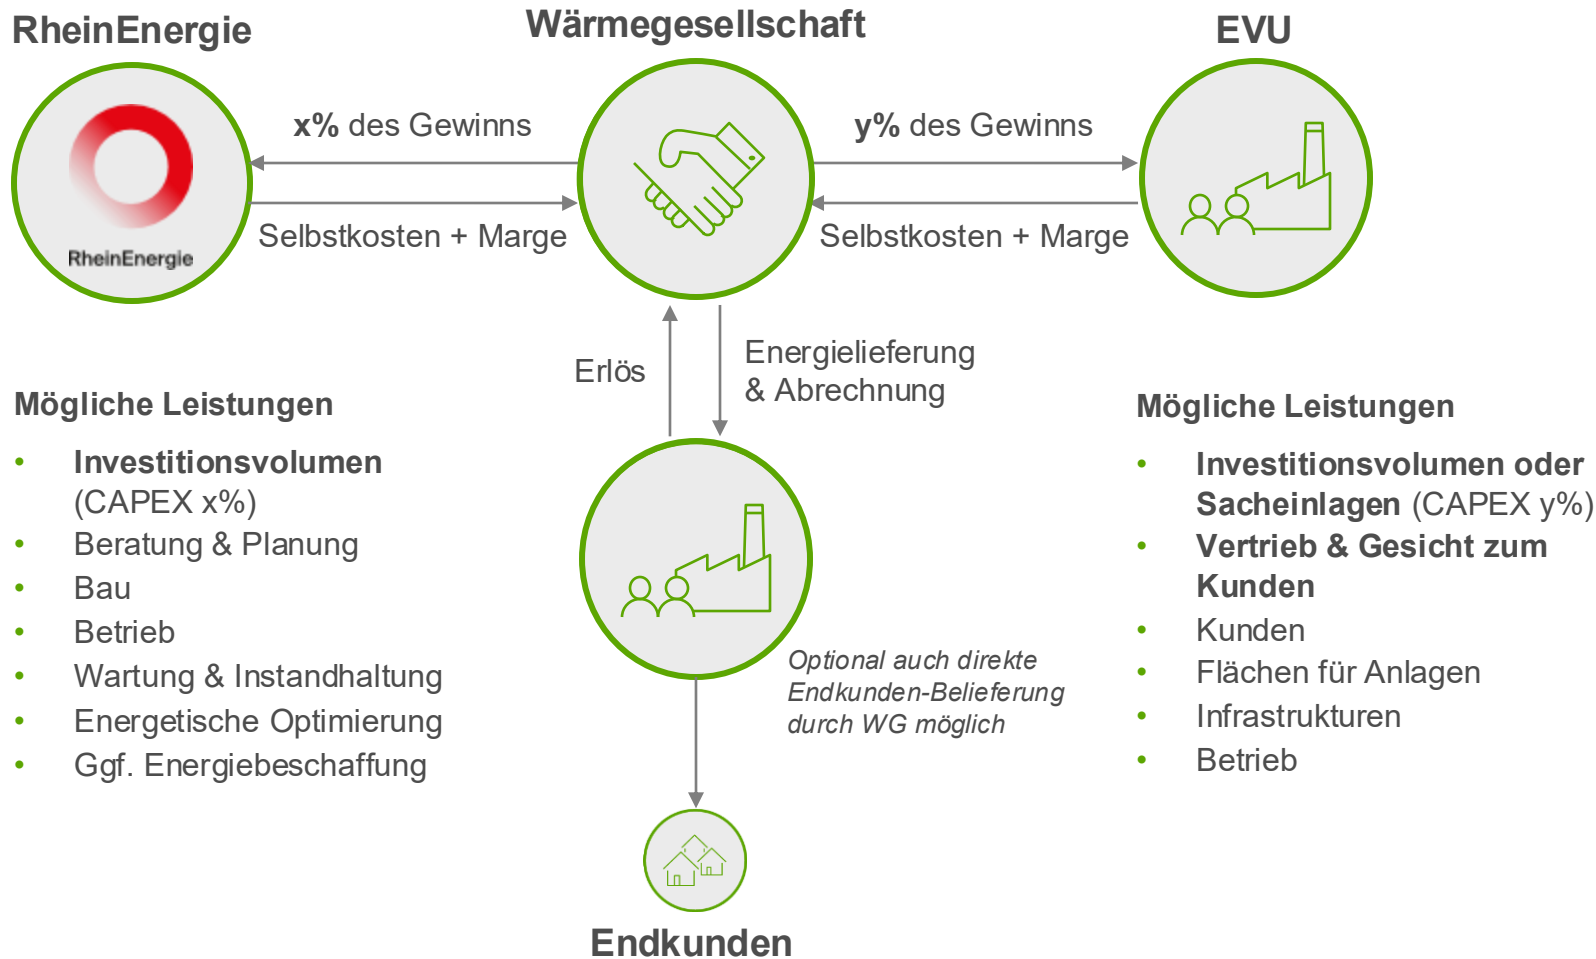 RheinEnergie
Wärmegesellschaft
EVU
x% des Gewinns
y% des Gewinns
Selbstkosten + Marge
Selbstkosten + Marge
RheinEnergie
Erlös
Energielieferung
& Abrechnung
Mögliche Leistungen
• Investitionsvolumen
(CAPEX x%)
• Beratung & Planung
• Bau
• Betrieb
• Wartung & Instandhaltung
• Energetische Optimierung
• Ggf. Energiebeschaffung
Optional auch direkte
Endkunden-Belieferung
durch WG möglich
Mögliche Leistungen
• Investitionsvolumen oder
Sacheinlagen (CAPEX y%)
• Vertrieb & Gesicht zum
Kunden
• Kunden
• Flächen für Anlagen
• Infrastrukturen
• Betrieb
Endkunden